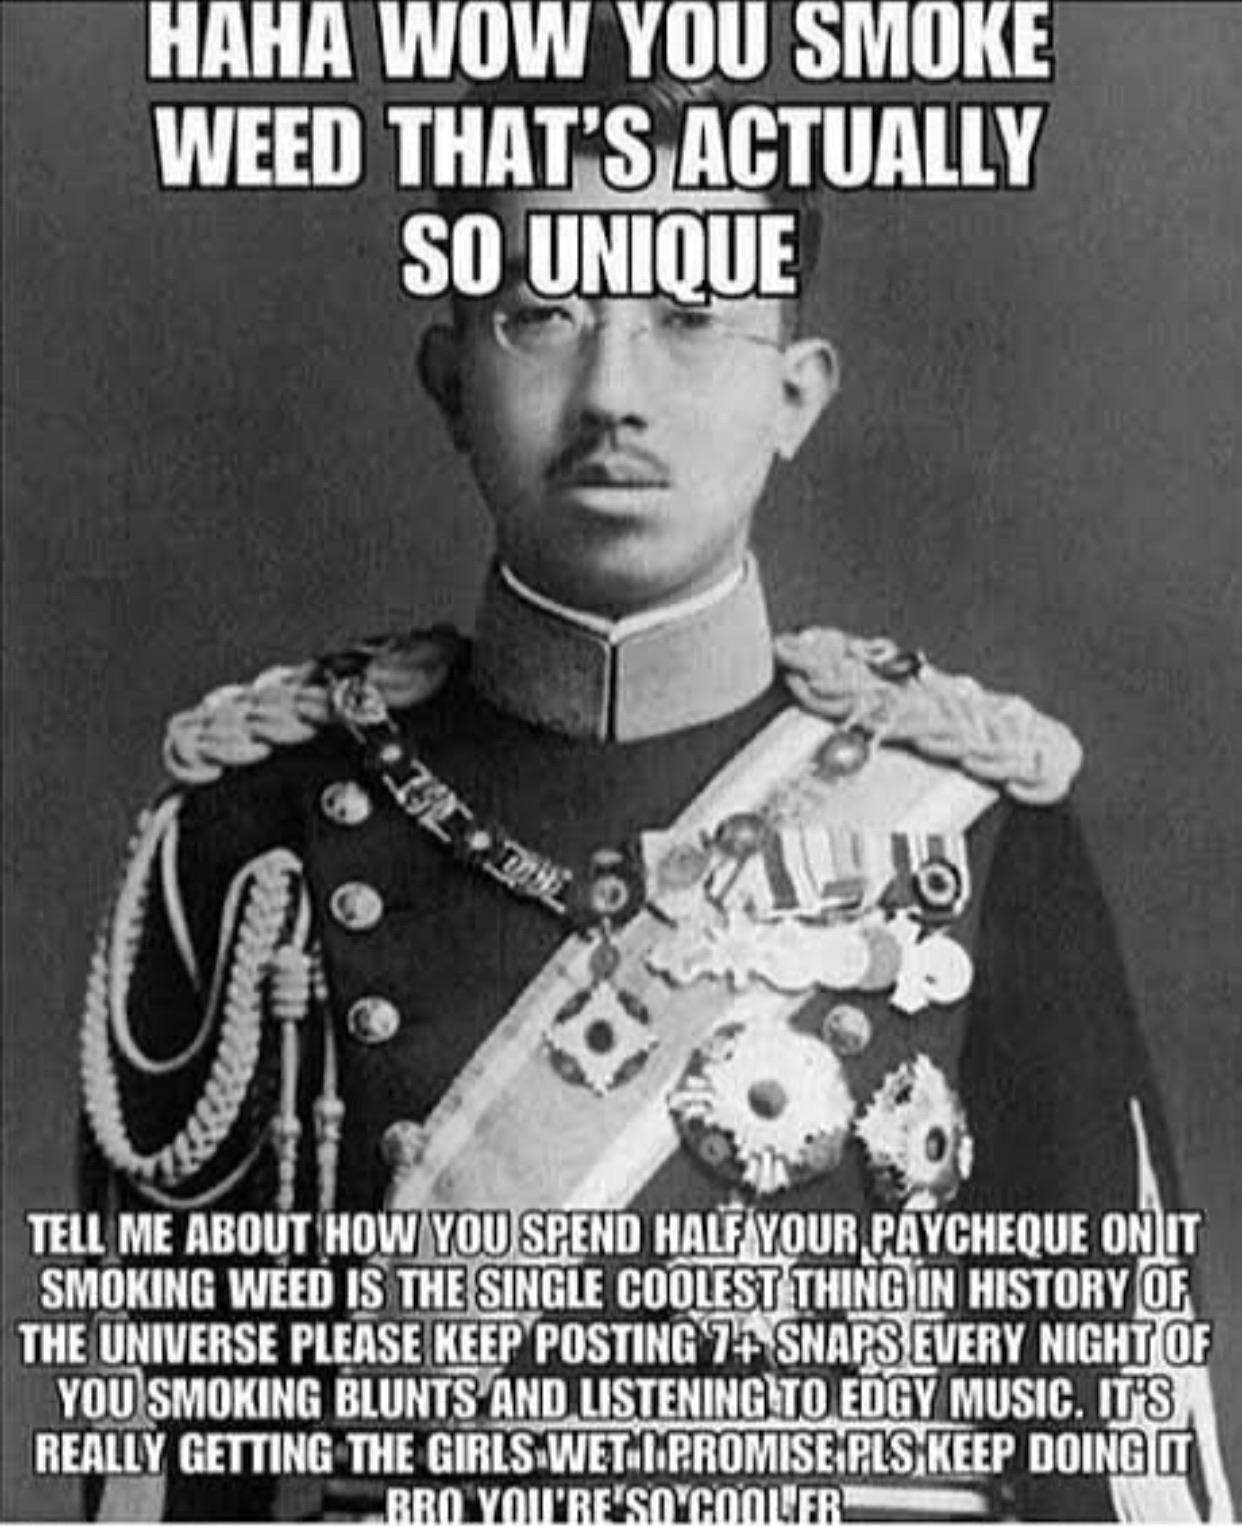 HAHA WOW YOU SMOKE
WEED THAT'S ACTUALLY
SO UNIQUE
TELL ME ABOUT HOW YOU SPEND HALF YOUR PAYCHEQUE ON IT
SMOKING WEED IS THE SINGLE COOLEST THING IN HISTORY OF
THE UNIVERSE PLEASE KEEP POSTING 7+ SNAPS EVERY NIGHT OF
YOU SMOKING BLUNTS AND LISTENING TO EDGY MUSIC. IT'S
REALLY GETTING THE GIRLS WET I PROMISE PLS KEEP DOING IT
BRO YOU'RE SO COOL FR